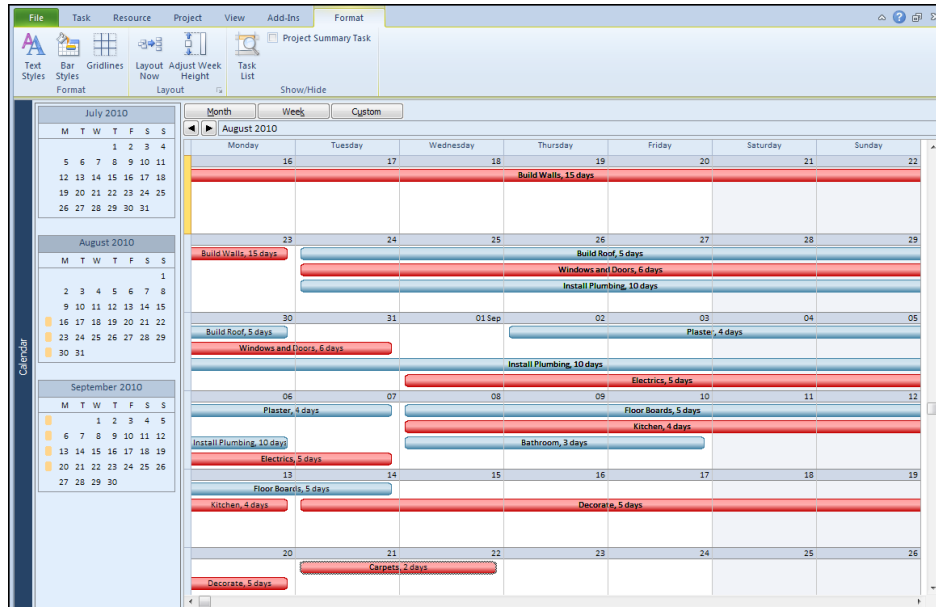 File Task Resource Project View Add-Ins Format
Text Styles Bar Styles Gridlines Layout Now Adjust Week Height Task List Project Summary Task
Format Layout Show/Hide
Calendar
July 2010
M T W T F S S
1 2 3 4
5 6 7 8 9 10 11
12 13 14 15 16 17 18
19 20 21 22 23 24 25
26 27 28 29 30 31
August 2010
M T W T F S S
1
2 3 4 5 6 7 8
9 10 11 12 13 14 15
16 17 18 19 20 21 22
23 24 25 26 27 28 29
30 31
September 2010
M T W T F S S
1 2 3 4 5
6 7 8 9 10 11 12
13 14 15 16 17 18 19
20 21 22 23 24 25 26
27 28 29 30
Month Week Custom
August 2010
Monday Tuesday Wednesday Thursday Friday Saturday Sunday
16 17 18 19 20 21 22
Build Walls, 15 days
23 24 25 26 27 28 29
Build Walls, 15 days Build Roof, 5 days
Windows and Doors, 6 days
Install Plumbing, 10 days
30 31 01 Sep 02 03 04 05
Build Roof, 5 days Plaster, 4 days
Windows and Doors, 6 days
Install Plumbing, 10 days
Electrics, 5 days
06 07 08 09 10 11 12
Plaster, 4 days Floor Boards, 5 days
Kitchen, 4 days
Install Plumbing, 10 days Bathroom, 3 days
Electrics, 5 days
13 14 15 16 17 18 19
Floor Boards, 5 days
Kitchen, 4 days Decorate, 5 days
20 21 22 23 24 25 26
Carpets, 2 days
Decorate, 5 days